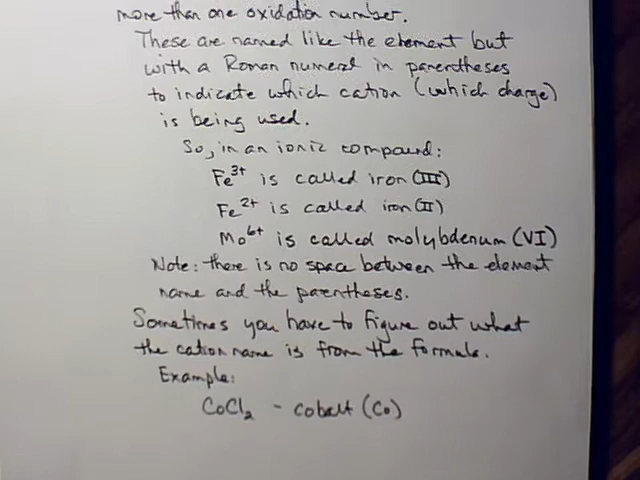 more than one oxidation number.
These are named like the element but
with a Roman numeral in parentheses
to indicate which cation (which charge)
is being used.
So, in an ionic compound:
Fe³⁺ is called iron(III)
Fe²⁺ is called iron(II)
Mo⁶⁺ is called molybdenum(VI)
Note: there is no space between the element
name and the parentheses.
Sometimes you have to figure out what
the cation name is from the formula.
Example:
CoCl₂ - cobalt (Co)